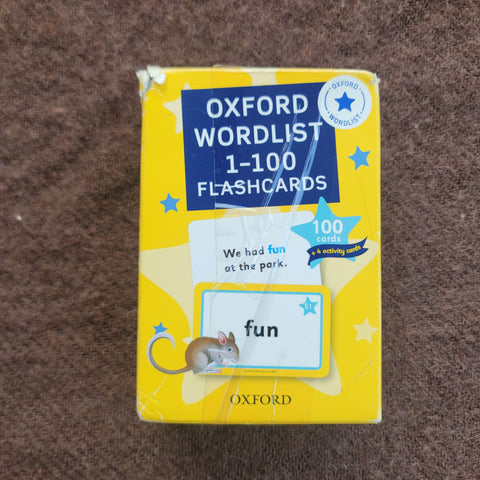 OXFORD
WORDLIST
1-100
FLASHCARDS
OXFORD
WORDLIST
100
cards
+ 4 activity cards
We had fun
at the park.
51
fun
OXFORD